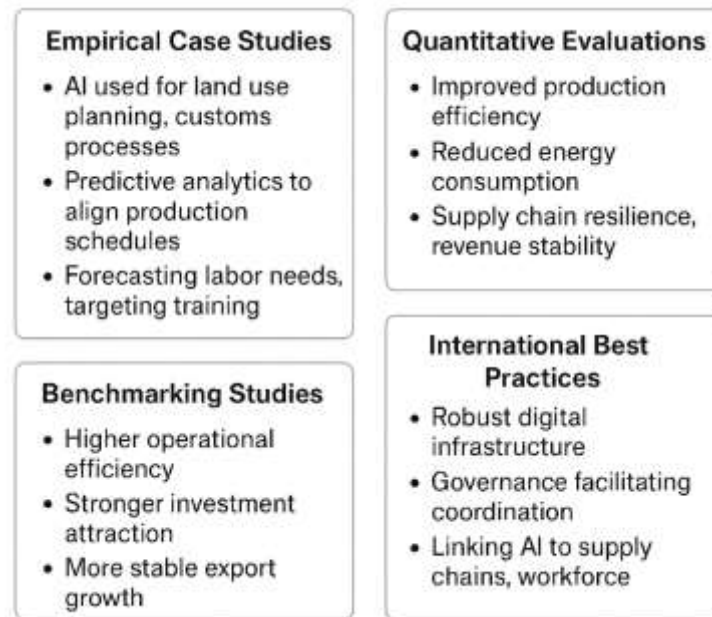 Empirical Case Studies
• AI used for land use
planning, customs
processes
• Predictive analytics to
align production
schedules
• Forecasting labor needs,
targeting training
Quantitative Evaluations
• Improved production
efficiency
• Reduced energy
consumption
• Supply chain resilience,
revenue stability
Benchmarking Studies
• Higher operational
efficiency
• Stronger investment
attraction
• More stable export
growth
International Best
Practices
• Robust digital
infrastructure
• Governance facilitating
coordination
• Linking AI to supply
chains, workforce